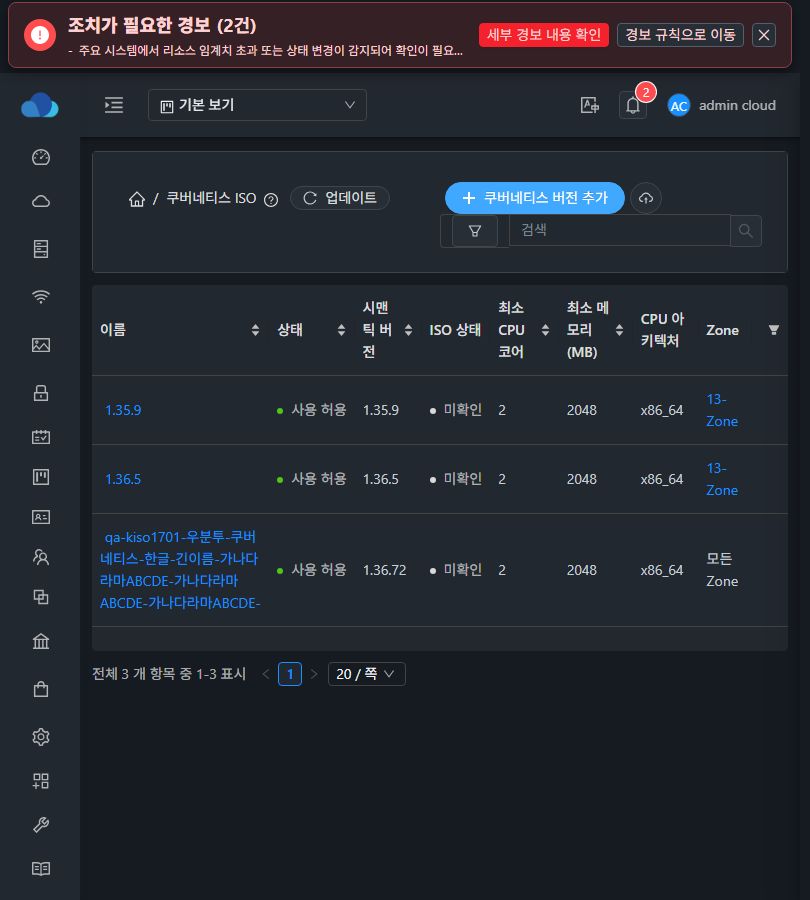 조치가 필요한 경보 (2건)
- 주요 시스템에서 리소스 임계치 초과 또는 상태 변경이 감지되어 확인이 필요...
세부 경보 내용 확인
경보 규칙으로 이동
기본 보기
2
AC
admin cloud
/ 쿠버네티스 ISO
업데이트
쿠버네티스 버전 추가
검색
이름
상태
시맨
틱 버
전
ISO 상태
최소
CPU
코어
최소 메
모리
(MB)
CPU 아
키텍처
Zone
1.35.9
사용 허용
1.35.9
미확인
2
2048
x86_64
13-
Zone
1.36.5
사용 허용
1.36.5
미확인
2
2048
x86_64
13-
Zone
qa-kiso1701-우분투-쿠버
네티스-한글-긴이름-가나다
라마ABCDE-가나다라마
ABCDE-가나다라마ABCDE-
사용 허용
1.36.72
미확인
2
2048
x86_64
모든
Zone
전체 3 개 항목 중 1-3 표시
1
20 / 쪽